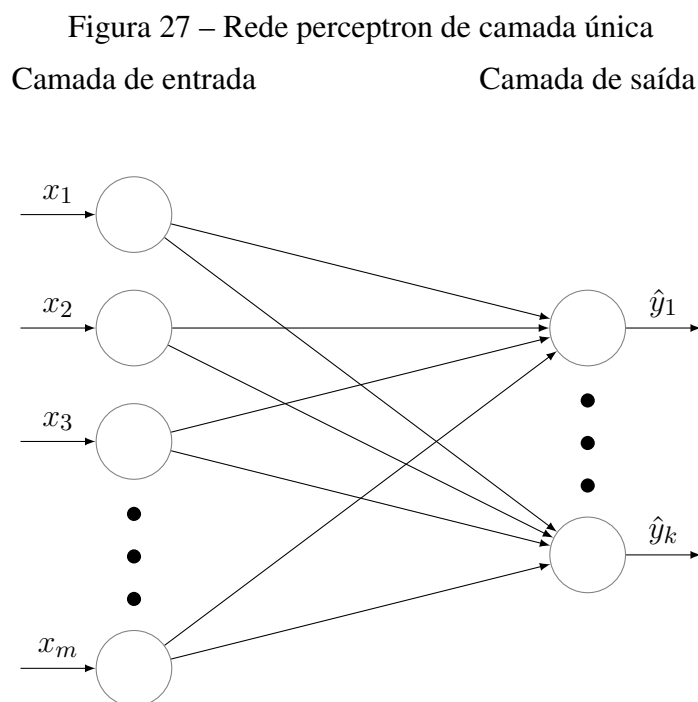 Figura 27 – Rede perceptron de camada única
Camada de entrada Camada de saída
x₁
x₂ ŷ₁
x₃
ŷₖ
xₘ